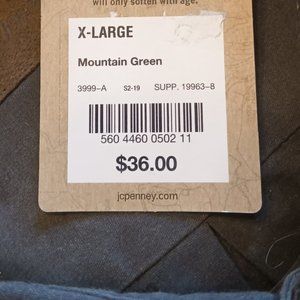 will only soften with age.
X-LARGE
Mountain Green
3999-A S2-19 SUPP. 19963-8
560 4460 0502 11
$36.00
jcpenney.com